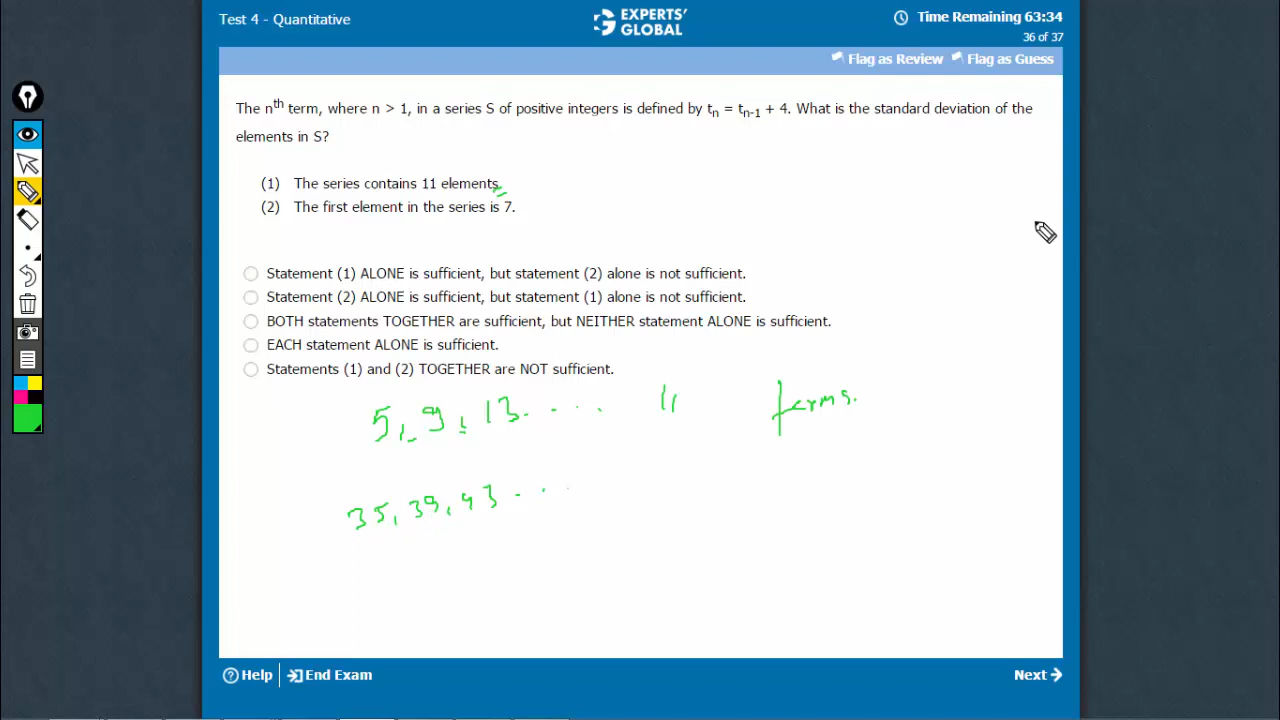 Test 4 - Quantitative
EXPERTS' GLOBAL
Time Remaining 63:34
36 of 37
Flag as Review Flag as Guess
The nth term, where n > 1, in a series S of positive integers is defined by tn = tn-1 + 4. What is the standard deviation of the
elements in S?
(1) The series contains 11 elements.
(2) The first element in the series is 7.
Statement (1) ALONE is sufficient, but statement (2) alone is not sufficient.
Statement (2) ALONE is sufficient, but statement (1) alone is not sufficient.
BOTH statements TOGETHER are sufficient, but NEITHER statement ALONE is sufficient.
EACH statement ALONE is sufficient.
Statements (1) and (2) TOGETHER are NOT sufficient.
5, 9, 13 . . . . 11 terms.
35, 39, 43 . . .
Help End Exam Next